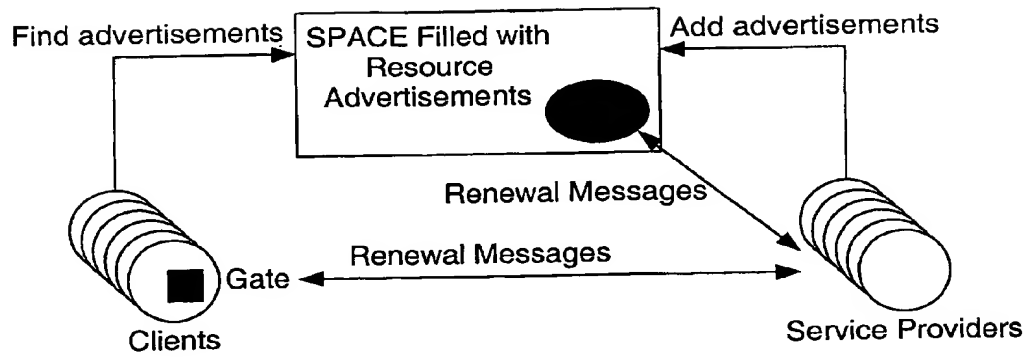 Find advertisements
SPACE Filled with
Resource
Advertisements
Add advertisements
Renewal Messages
Renewal Messages
Gate
Clients
Service Providers